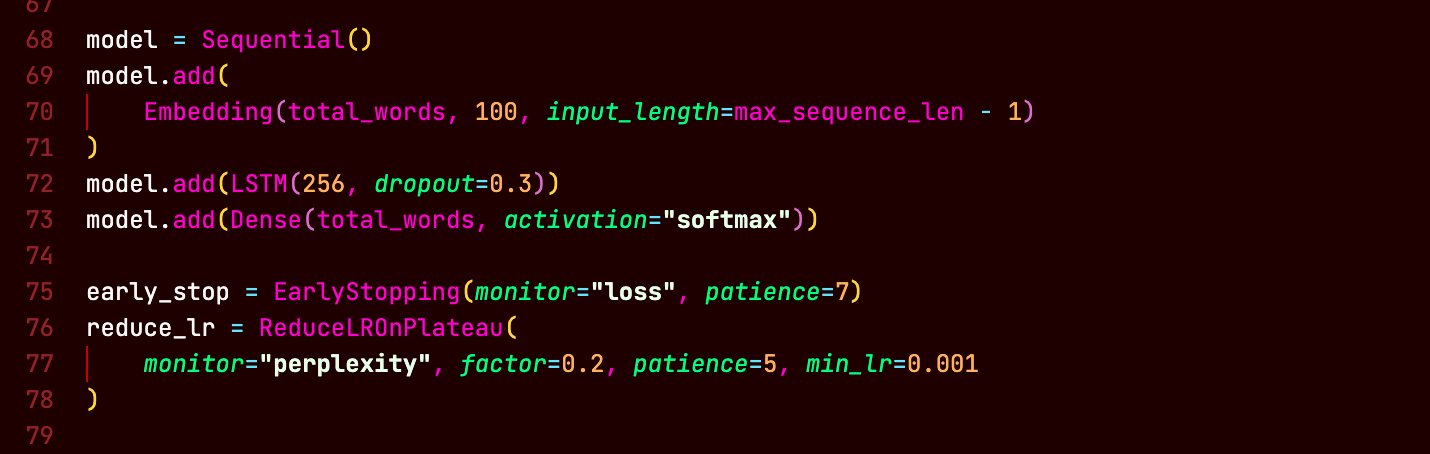 67
68 model = Sequential()
69 model.add(
70     Embedding(total_words, 100, input_length=max_sequence_len - 1)
71 )
72 model.add(LSTM(256, dropout=0.3))
73 model.add(Dense(total_words, activation="softmax"))
74
75 early_stop = EarlyStopping(monitor="loss", patience=7)
76 reduce_lr = ReduceLROnPlateau(
77     monitor="perplexity", factor=0.2, patience=5, min_lr=0.001
78 )
79